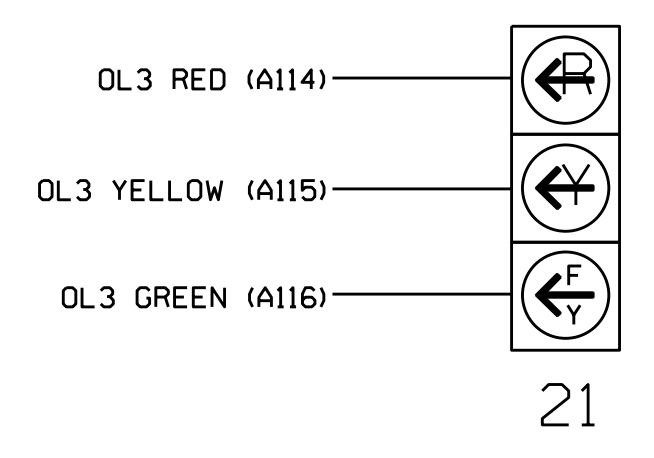 OL3 RED (A114) R
OL3 YELLOW (A115) Y
OL3 GREEN (A116) F
Y
21